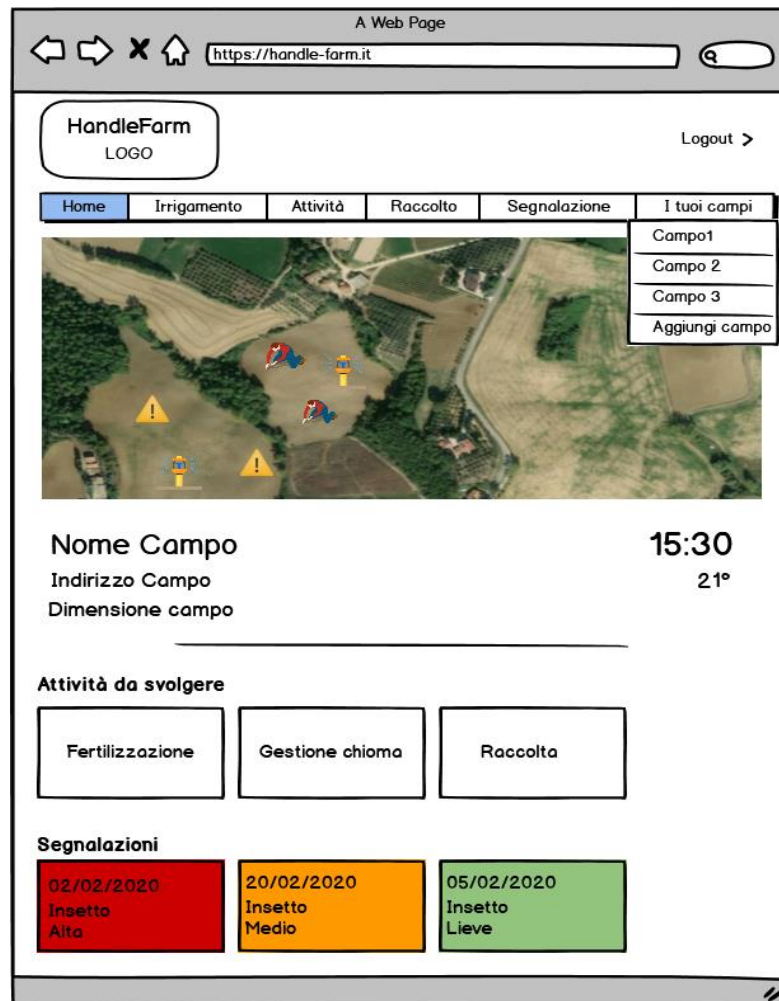 A Web Page
https://handle-farm.it
HandleFarm
LOGO
Logout >
Home Irrigamento Attività Raccolto Segnalazione I tuoi campi
Campo1
Campo 2
Campo 3
Aggiungi campo
Nome Campo
15:30
Indirizzo Campo
21°
Dimensione campo
Attività da svolgere
Fertilizzazione Gestione chioma Raccolta
Segnalazioni
02/02/2020
Insetto
Alta
20/02/2020
Insetto
Medio
05/02/2020
Insetto
Lieve